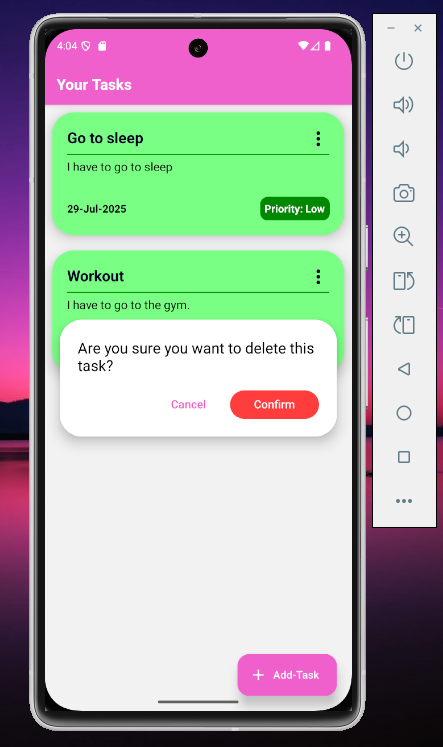 4:04
Your Tasks
Go to sleep
I have to go to sleep
29-Jul-2025
Priority: Low
Workout
I have to go to the gym.
Are you sure you want to delete this
task?
Cancel
Confirm
Add-Task